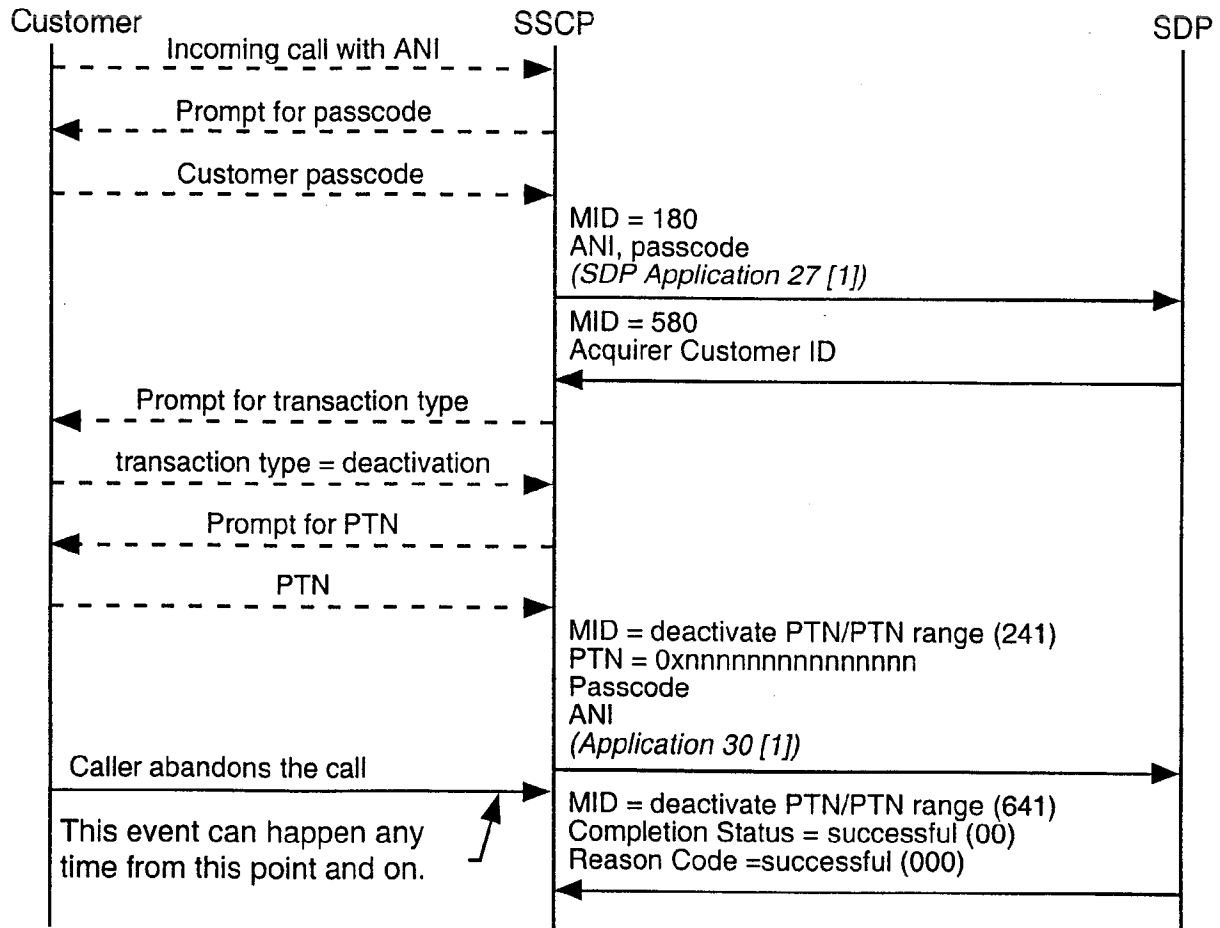 Customer
SSCP
SDP
Incoming call with ANI
Prompt for passcode
Customer passcode
MID = 180
ANI, passcode
(SDP Application 27 [1])
MID = 580
Acquirer Customer ID
Prompt for transaction type
transaction type = deactivation
Prompt for PTN
PTN
MID = deactivate PTN/PTN range (241)
PTN = 0xnnnnnnnnnnnnnnnn
Passcode
ANI
(Application 30 [1])
Caller abandons the call
This event can happen any
time from this point and on.
MID = deactivate PTN/PTN range (641)
Completion Status = successful (00)
Reason Code =successful (000)